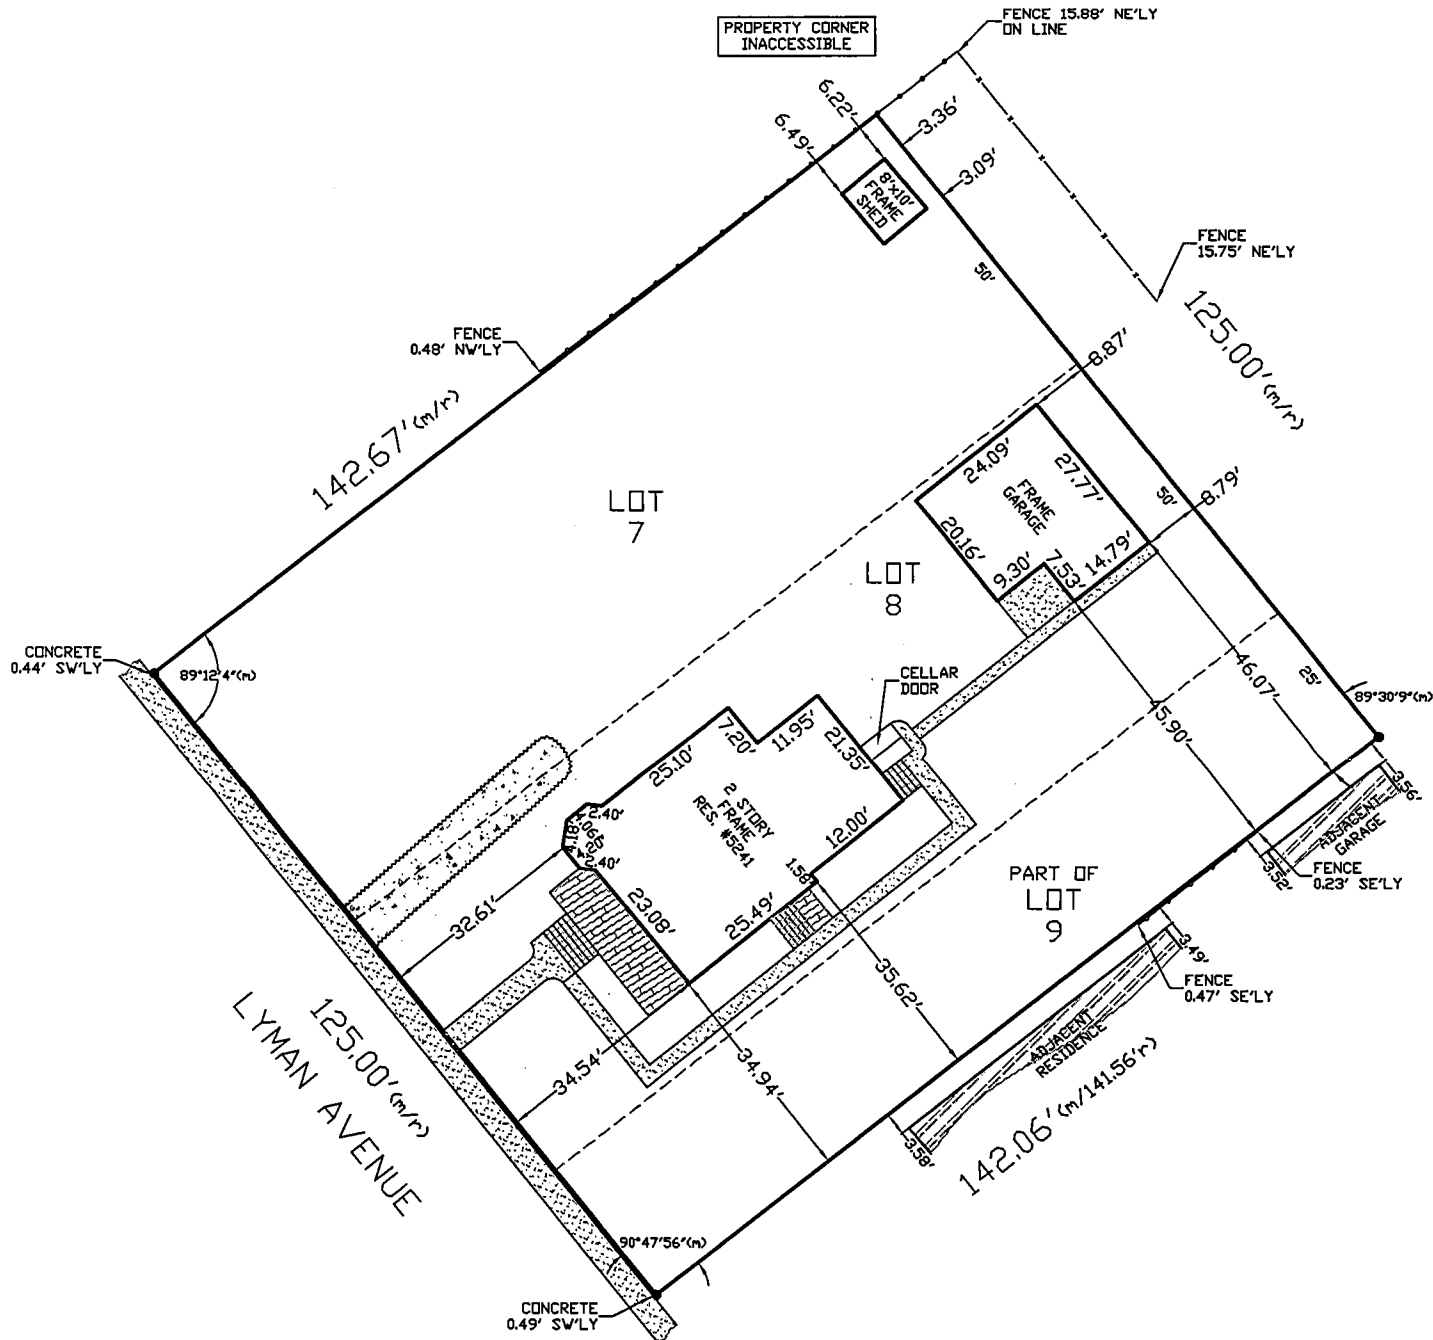 PROPERTY CORNER
INACCESSIBLE
FENCE 15.88' NE'LY
ON LINE
6.22'
6.49'
3.36'
3.09'
8'x10'
FRAME
SHED
50'
FENCE
15.75' NE'LY
125.00'(m/r)
FENCE
0.48' NW'LY
142.67'(m/r)
8.87'
LOT
7
24.09'
27.77'
FRAME
GARAGE
50'
8.79'
20.16'
9.30'
7.53'
14.79'
LOT
8
CONCRETE
0.44' SW'LY
89°12'4"(m)
CELLAR
DOOR
46.07'
25'
89°30'9"(m)
45.90'
7.20'
11.95'
21.35'
25.10'
2 STORY
FRAME
RES. #5241
2.40'
4.06'
4.18'
2.40'
12.00'
1.58'
3.56'
ADJACENT
GARAGE
3.52'
FENCE
0.23' SE'LY
PART OF
LOT
9
32.61'
23.08'
25.49'
35.62'
3.49'
FENCE
0.47' SE'LY
34.54'
34.94'
ADJACENT
RESIDENCE
3.58'
142.06'(m/141.56'r)
125.00'(m/r)
LYMAN AVENUE
90°47'56"(m)
CONCRETE
0.49' SW'LY